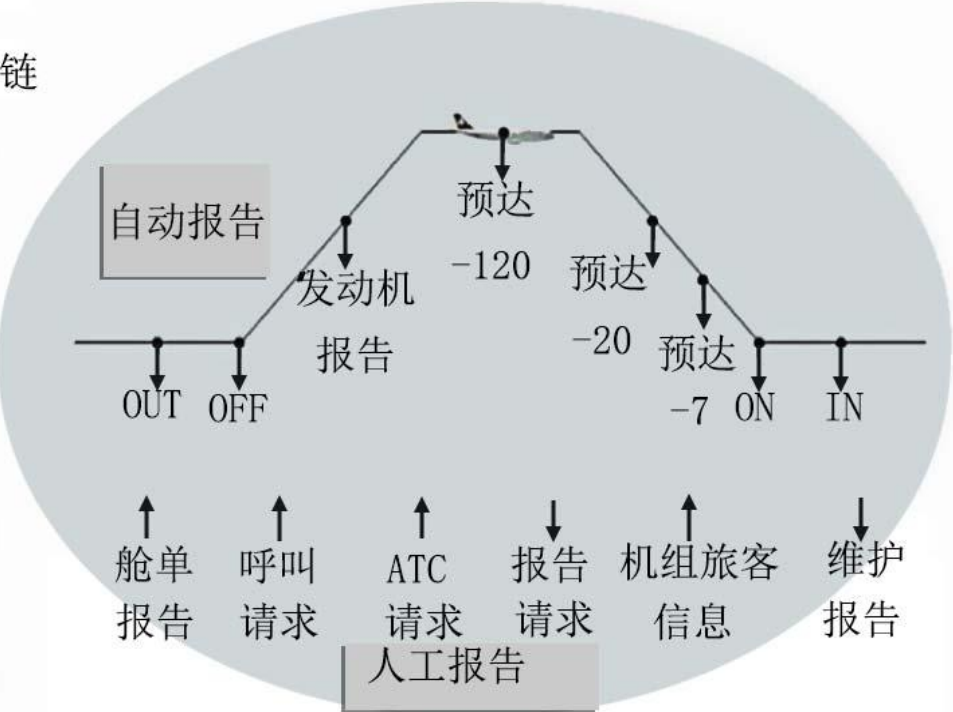 链
自动报告
预达
-120
发动机
报告
预达
-20
预达
-7
OUT
OFF
ON
IN
舱单
报告
呼叫
请求
ATC
请求
报告
请求
机组旅客
信息
维护
报告
人工报告